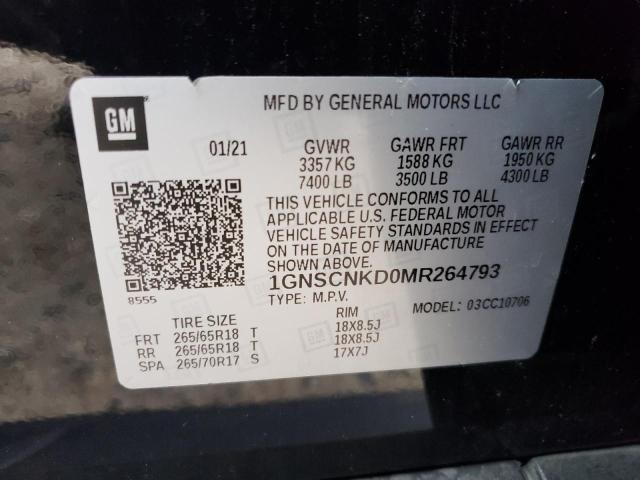 GM
MFD BY GENERAL MOTORS LLC
01/21 GVWR GAWR FRT GAWR RR
3357 KG 1588 KG 1950 KG
7400 LB 3500 LB 4300 LB
THIS VEHICLE CONFORMS TO ALL
APPLICABLE U.S. FEDERAL MOTOR
VEHICLE SAFETY STANDARDS IN EFFECT
ON THE DATE OF MANUFACTURE
SHOWN ABOVE.
1GNSCNKD0MR264793
8555
TYPE: M.P.V. MODEL: 03CC10706
TIRE SIZE RIM
FRT 265/65R18 T 18X8.5J
RR 265/65R18 T 18X8.5J
SPA 265/70R17 S 17X7J